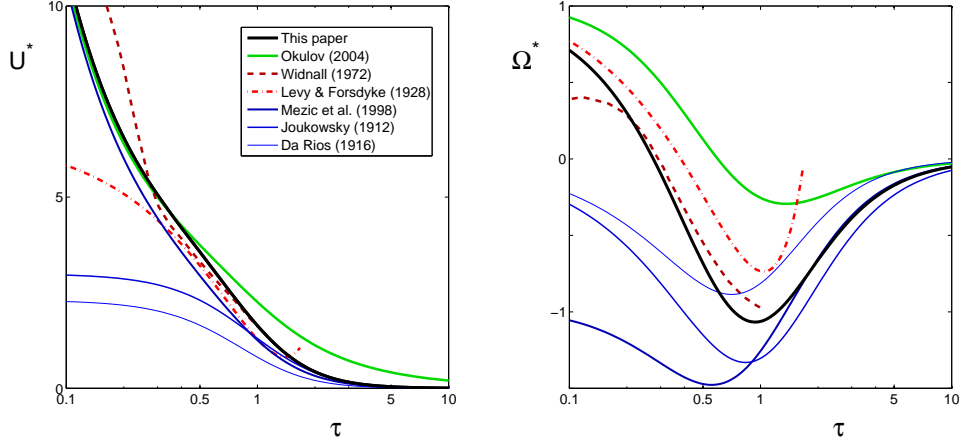 10
U*
5
0
0.1
0.5
1
5
10
τ
This paper
Okulov (2004)
Widnall (1972)
Levy & Forsdyke (1928)
Mezic et al. (1998)
Joukowsky (1912)
Da Rios (1916)
1
Ω*
0
−1
0.1
0.5
1
5
10
τ